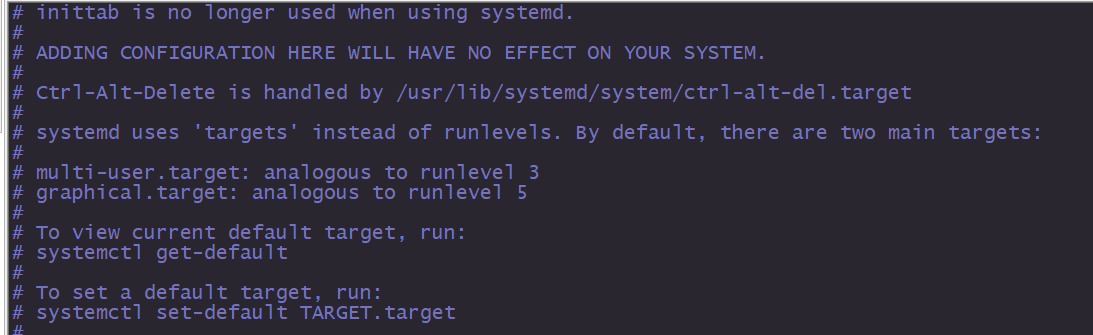 # inittab is no longer used when using systemd.
#
# ADDING CONFIGURATION HERE WILL HAVE NO EFFECT ON YOUR SYSTEM.
#
# Ctrl-Alt-Delete is handled by /usr/lib/systemd/system/ctrl-alt-del.target
#
# systemd uses 'targets' instead of runlevels. By default, there are two main targets:
#
# multi-user.target: analogous to runlevel 3
# graphical.target: analogous to runlevel 5
#
# To view current default target, run:
# systemctl get-default
#
# To set a default target, run:
# systemctl set-default TARGET.target
#